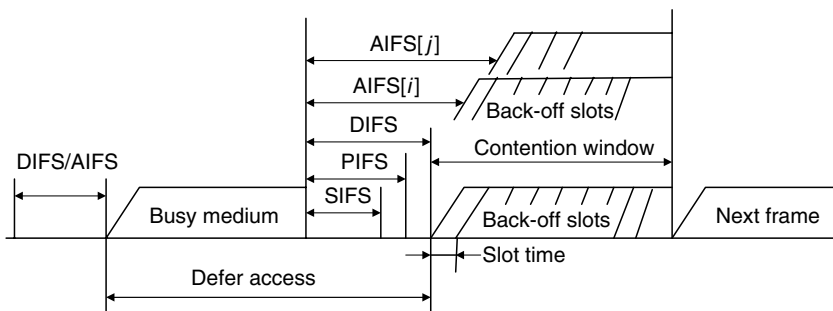 AIFS[j]
AIFS[i]
Back-off slots
DIFS
DIFS/AIFS
PIFS
Contention window
SIFS
Busy medium
Back-off slots
Next frame
Slot time
Defer access